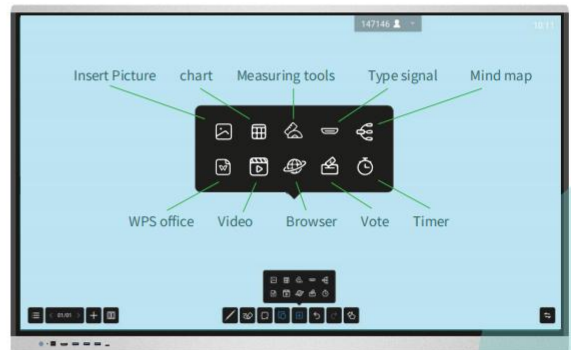 147146
10:11
Insert Picture chart Measuring tools Type signal Mind map
WPS office Video Browser Vote Timer
01/01